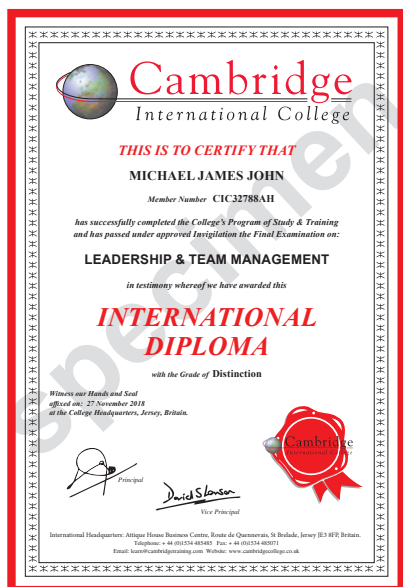 Cambridge
International College
THIS IS TO CERTIFY THAT
MICHAEL JAMES JOHN
Member Number CIC32788AH
has successfully completed the College's Program of Study & Training
and has passed under approved Invigilation the Final Examination on:
LEADERSHIP & TEAM MANAGEMENT
in testimony whereof we have awarded this
INTERNATIONAL
DIPLOMA
with the Grade of Distinction
Witness our Hands and Seal
affixed on: 27 November 2018
at the College Headquarters, Jersey, Britain.
Cambridge
International College
Principal
David S Lawson
Vice Principal
International Headquarters: Attique House Business Centre, Route de Quennevais, St Brelade, Jersey JE3 8FP, Britain.
Telephone: + 44 (0)1534 485485 Fax: + 44 (0)1534 485071
Email: learn@cambridgetraining.com Website: www.cambridgecollege.co.uk
specimen